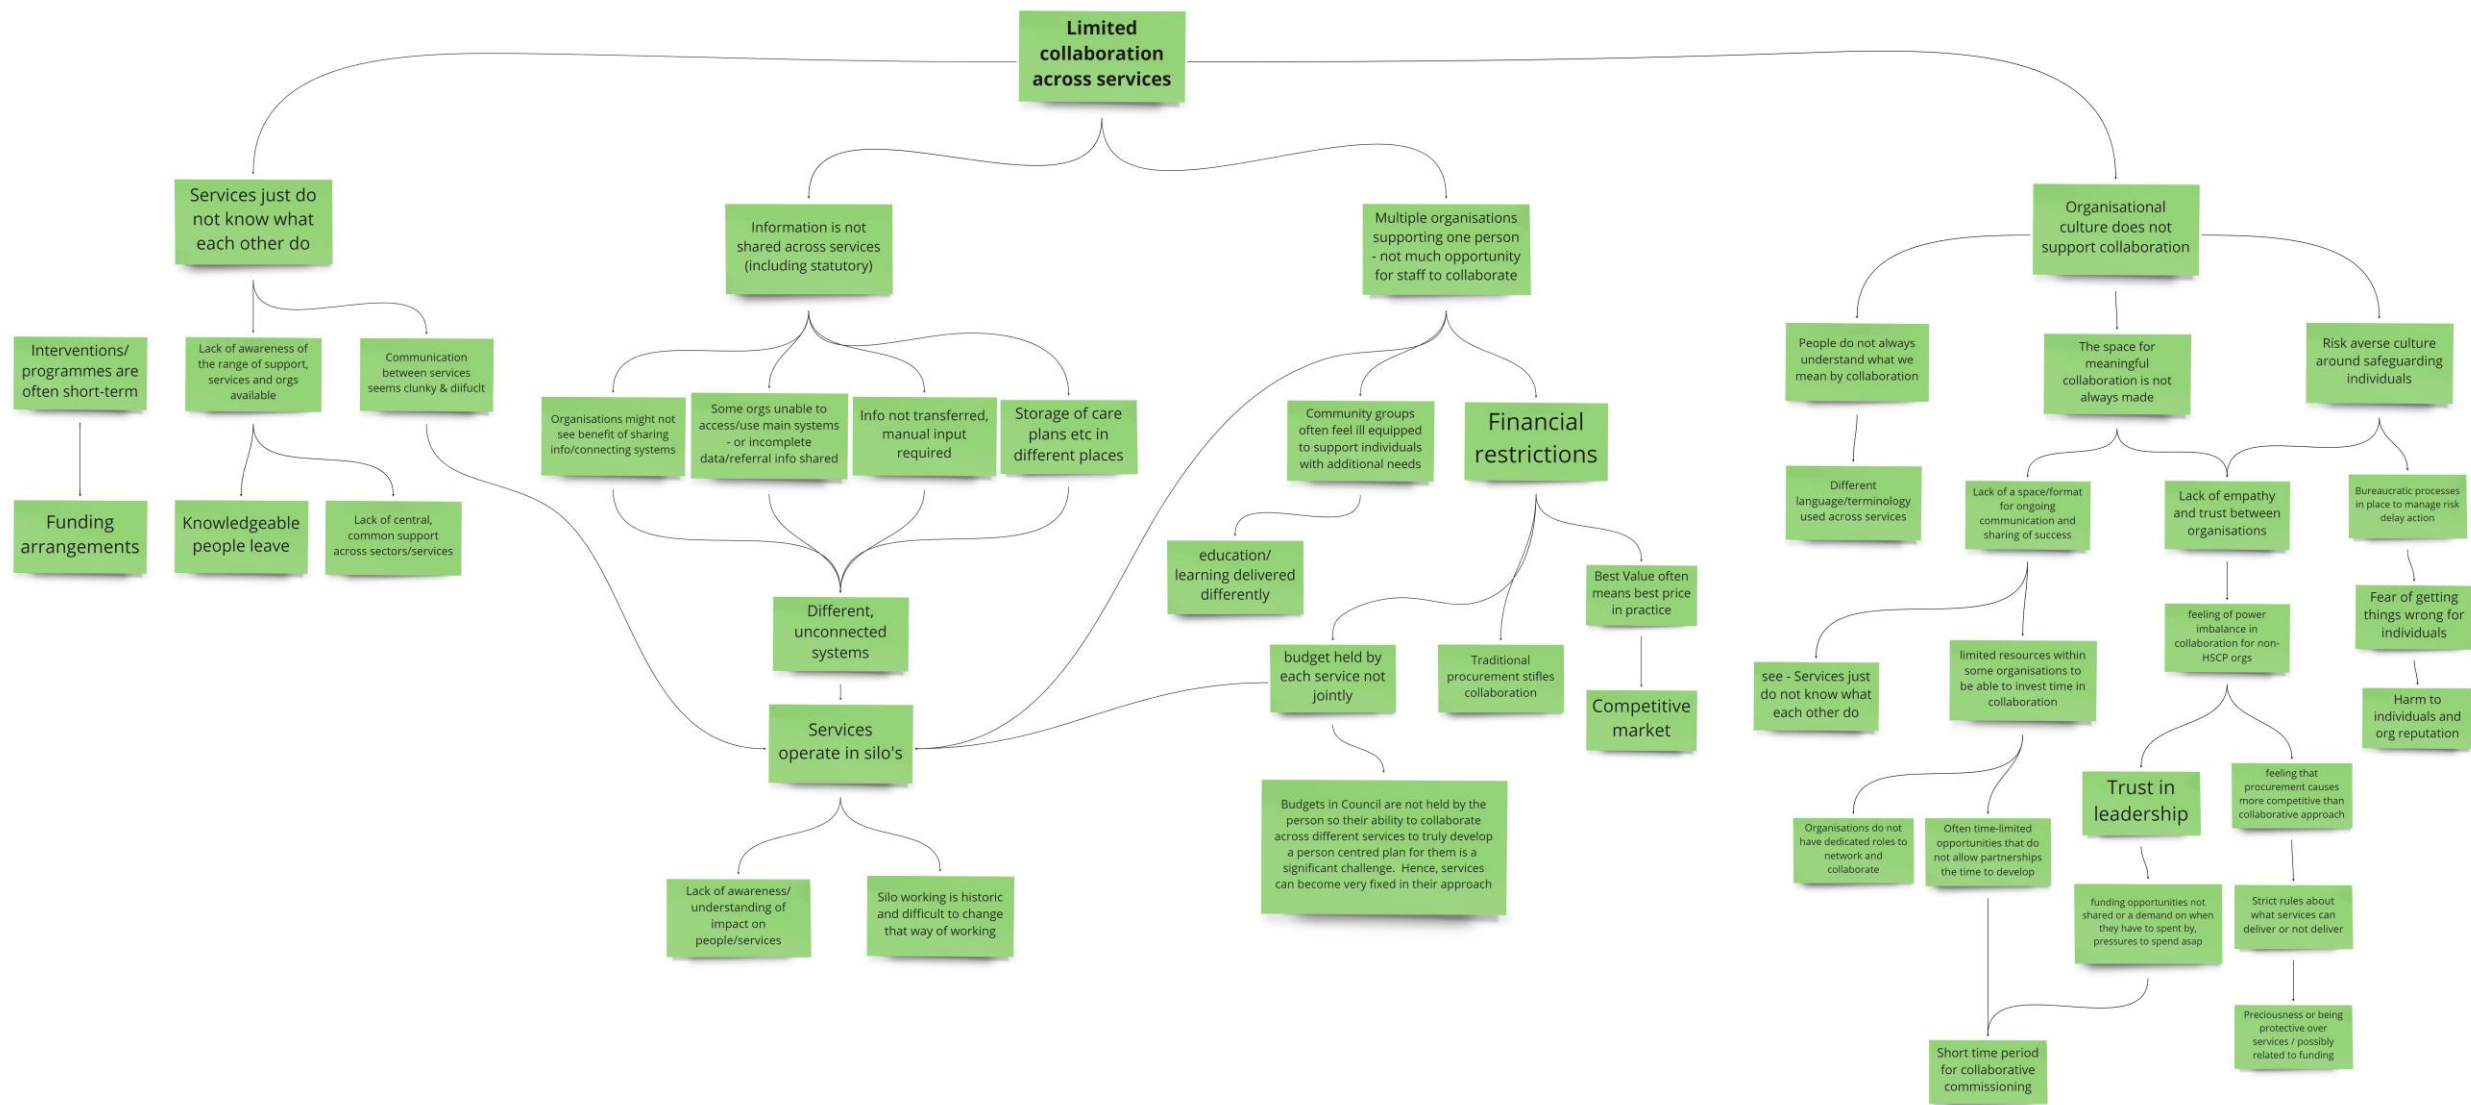 Limited
collaboration
across services
Services just do
not know what
each other do
Information is not
shared across services
(including statutory)
Multiple organisations
supporting one person
- not much opportunity
for staff to collaborate
Organisational
culture does not
support collaboration
Interventions/
programmes are
often short-term
Lack of awareness of
the range of support,
services and orgs
available
Communication
between services
seems clunky & diifuclt
People do not always
understand what we
mean by collaboration
The space for
meaningful
collaboration is not
always made
Risk averse culture
around safeguarding
individuals
Organisations might not
see benefit of sharing
info/connecting systems
Some orgs unable to
access/use main systems
- or incomplete
data/referral info shared
Info not transferred,
manual input
required
Storage of care
plans etc in
different places
Community groups
often feel ill equipped
to support individuals
with additional needs
Financial
restrictions
Funding
arrangements
Knowledgeable
people leave
Lack of central,
common support
across sectors/services
Different
language/terminology
used across services
Lack of a space/format
for ongoing
communication and
sharing of success
Lack of empathy
and trust between
organisations
Bureaucratic processes
in place to manage risk
delay action
education/
learning delivered
differently
Best Value often
means best price
in practice
Different,
unconnected
systems
Fear of getting
things wrong for
individuals
feeling of power
imbalance in
collaboration for non-
HSCP orgs
budget held by
each service not
jointly
Traditional
procurement stifles
collaboration
Competitive
market
see - Services just
do not know what
each other do
limited resources within
some organisations to
be able to invest time in
collaboration
Harm to
individuals and
org reputation
Services
operate in silo's
Budgets in Council are not held by the
person so their ability to collaborate
across different services to truly develop
a person centred plan for them is a
significant challenge.  Hence, services
can become very fixed in their approach
Trust in
leadership
feeling that
procurement causes
more competitive than
collaborative approach
Organisations do not
have dedicated roles to
network and
collaborate
Often time-limited
opportunities that do
not allow partnerships
the time to develop
Lack of awareness/
understanding of
impact on
people/services
Silo working is historic
and difficult to change
that way of working
funding opportunities not
shared or a demand on when
they have to spent by,
pressures to spend asap
Strict rules about
what services can
deliver or not deliver
Preciousness or being
protective over
services / possibly
related to funding
Short time period
for collaborative
commissioning